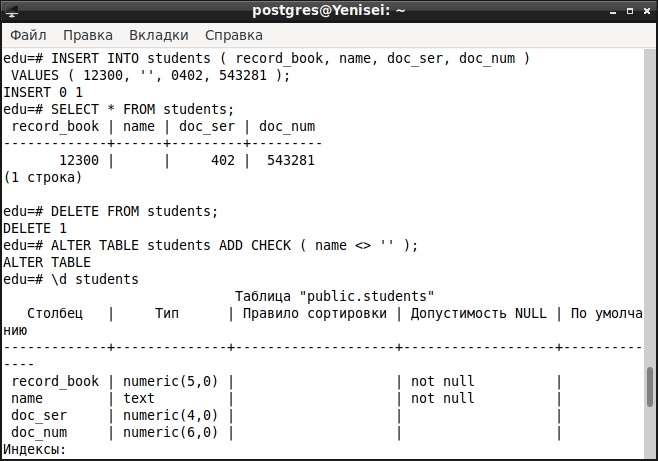 postgres@Yenisei: ~
Файл Правка Вкладки Справка
edu=# INSERT INTO students ( record_book, name, doc_ser, doc_num )
 VALUES ( 12300, '', 0402, 543281 );
INSERT 0 1
edu=# SELECT * FROM students;
 record_book | name | doc_ser | doc_num
-------------+------+---------+---------
       12300 |      |     402 |  543281
(1 строка)

edu=# DELETE FROM students;
DELETE 1
edu=# ALTER TABLE students ADD CHECK ( name <> '' );
ALTER TABLE
edu=# \d students
                            Таблица "public.students"
   Столбец   |     Тип      | Правило сортировки | Допустимость NULL | По умолча
нию
-------------+--------------+--------------------+-------------------+----------
----
 record_book | numeric(5,0) |                    | not null          |
 name        | text         |                    | not null          |
 doc_ser     | numeric(4,0) |                    |                   |
 doc_num     | numeric(6,0) |                    |                   |
Индексы: